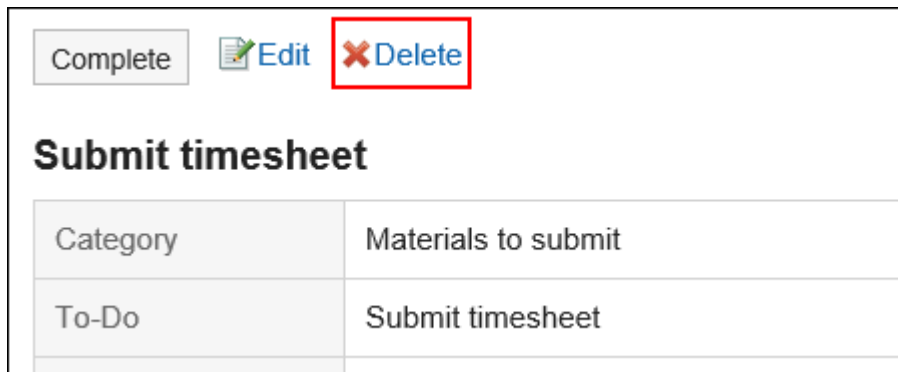 Complete Edit Delete
Submit timesheet
Category Materials to submit
To-Do Submit timesheet